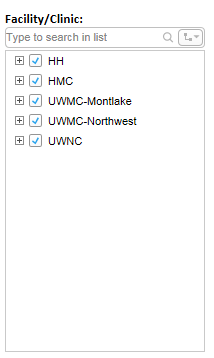 Facility/Clinic:
Type to search in list
HH
HMC
UWMC-Montlake
UWMC-Northwest
UWNC